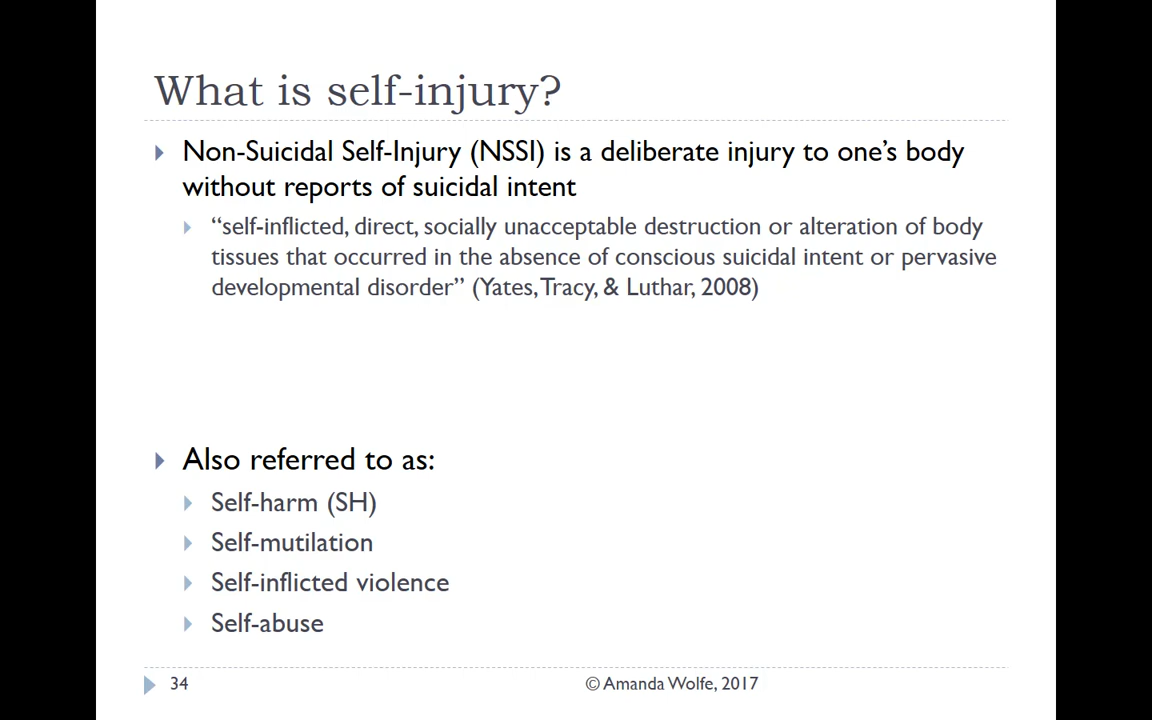 What is self-injury?
Non-Suicidal Self-Injury (NSSI) is a deliberate injury to one’s body
without reports of suicidal intent
“self-inflicted, direct, socially unacceptable destruction or alteration of body
tissues that occurred in the absence of conscious suicidal intent or pervasive
developmental disorder” (Yates, Tracy, & Luthar, 2008)
Also referred to as:
Self-harm (SH)
Self-mutilation
Self-inflicted violence
Self-abuse
34
© Amanda Wolfe, 2017